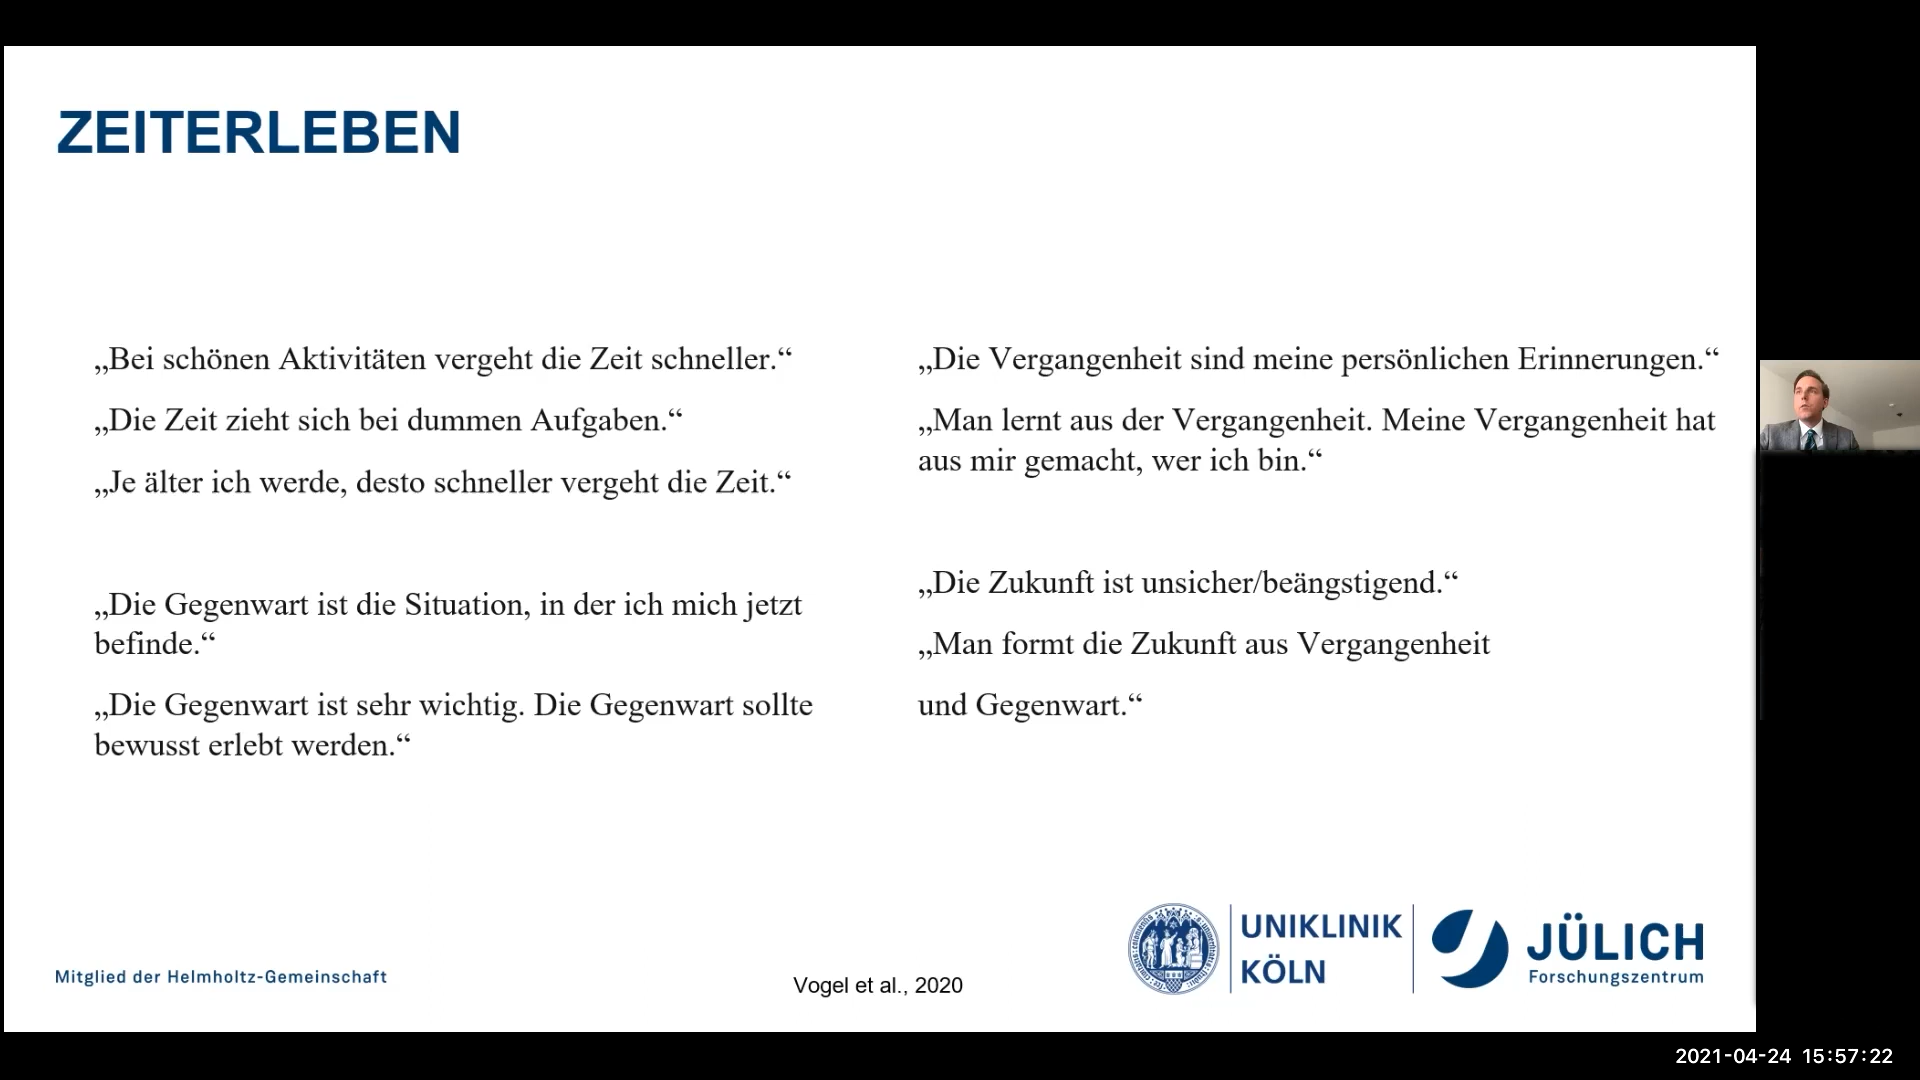 ZEITERLEBEN
„Bei schönen Aktivitäten vergeht die Zeit schneller.“
„Die Zeit zieht sich bei dummen Aufgaben.“
„Je älter ich werde, desto schneller vergeht die Zeit.“
„Die Gegenwart ist die Situation, in der ich mich jetzt
befinde.“
„Die Gegenwart ist sehr wichtig. Die Gegenwart sollte
bewusst erlebt werden.“
„Die Vergangenheit sind meine persönlichen Erinnerungen.“
„Man lernt aus der Vergangenheit. Meine Vergangenheit hat
aus mir gemacht, wer ich bin.“
„Die Zukunft ist unsicher/beängstigend.“
„Man formt die Zukunft aus Vergangenheit
und Gegenwart.“
Mitglied der Helmholtz-Gemeinschaft
Vogel et al., 2020
UNIKLINIK
KÖLN
JÜLICH
Forschungszentrum
2021-04-24 15:57:22